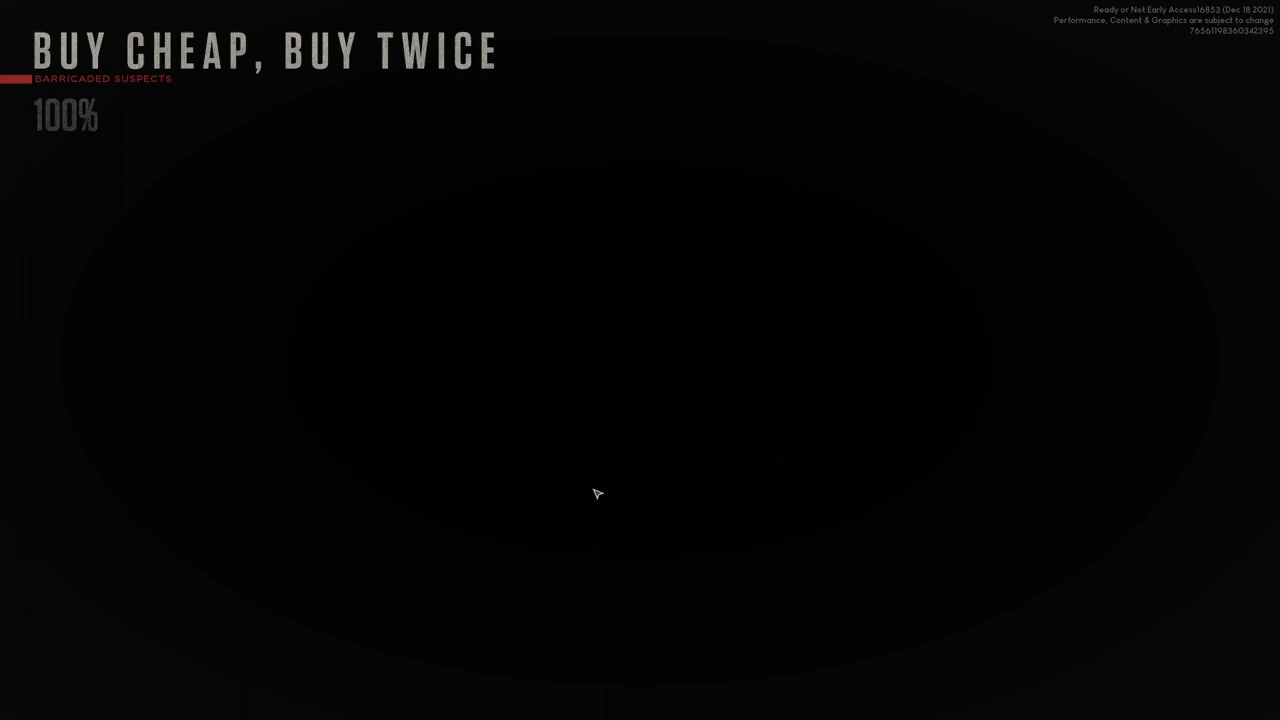 Ready or Not Early Access16853 (Dec 18 2021)
Performance, Content & Graphics are subject to change
76561198360342395
BUY CHEAP, BUY TWICE
BARRICADED SUSPECTS
100%